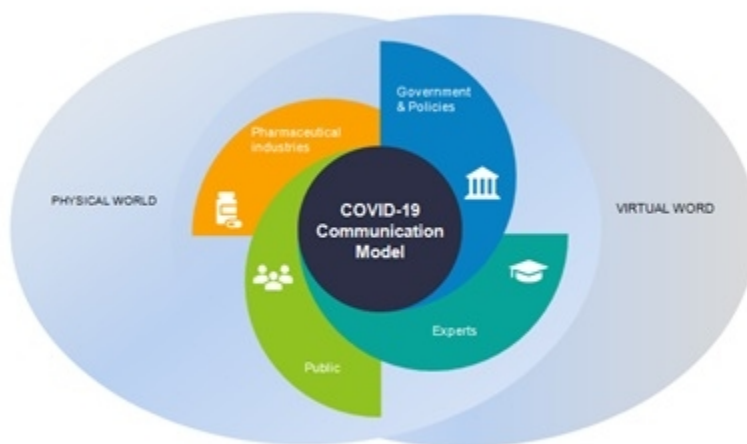 Government
& Policies
Pharmaceutical
industries
PHYSICAL WORLD
COVID-19
Communication
Model
VIRTUAL WORD
Experts
Public